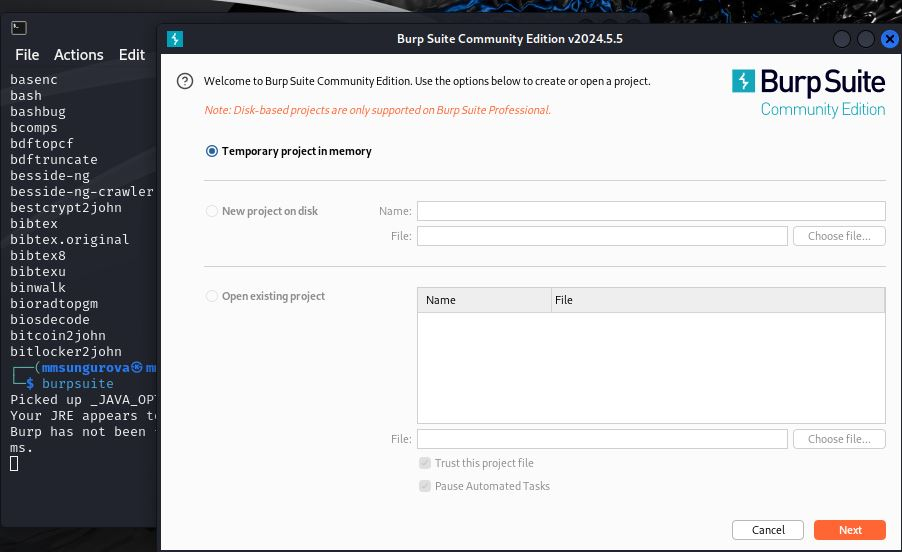 File Actions Edit
basenc
bash
bashbug
bcomps
bdftopcf
bdftruncate
besside-ng
besside-ng-crawler
bestcrypt2john
bibtex
bibtex.original
bibtex8
bibtexu
binwalk
bioradtopgm
biosdecode
bitcoin2john
bitlocker2john
(mmsungurova㉿m
$ burpsuite
Picked up _JAVA_OP
Your JRE appears t
Burp has not been
ms.
Burp Suite Community Edition v2024.5.5
Welcome to Burp Suite Community Edition. Use the options below to create or open a project.
Note: Disk-based projects are only supported on Burp Suite Professional.
Burp Suite
Community Edition
Temporary project in memory
New project on disk
Name:
File:
Choose file...
Open existing project
Name File
File:
Choose file...
Trust this project file
Pause Automated Tasks
Cancel
Next